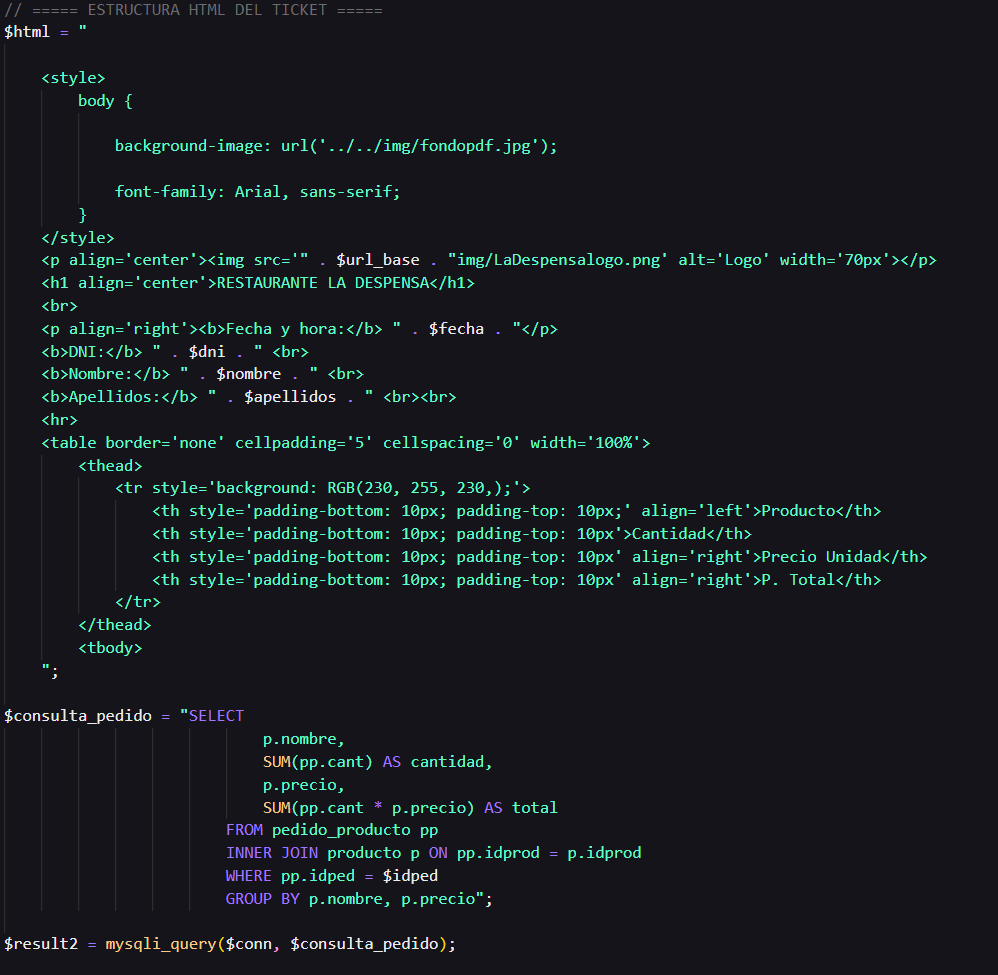 // ===== ESTRUCTURA HTML DEL TICKET =====
$html = "
<style>
body {
background-image: url('../../img/fondopdf.jpg');
font-family: Arial, sans-serif;
}
</style>
<p align='center'><img src='" . $url_base . "img/LaDespensalogo.png' alt='Logo' width='70px'></p>
<h1 align='center'>RESTAURANTE LA DESPENSA</h1>
<br>
<p align='right'><b>Fecha y hora:</b> " . $fecha . "</p>
<b>DNI:</b> " . $dni . " <br>
<b>Nombre:</b> " . $nombre . " <br>
<b>Apellidos:</b> " . $apellidos . " <br><br>
<hr>
<table border='none' cellpadding='5' cellspacing='0' width='100%'>
<thead>
<tr style='background: RGB(230, 255, 230,);'>
<th style='padding-bottom: 10px; padding-top: 10px;' align='left'>Producto</th>
<th style='padding-bottom: 10px; padding-top: 10px'>Cantidad</th>
<th style='padding-bottom: 10px; padding-top: 10px' align='right'>Precio Unidad</th>
<th style='padding-bottom: 10px; padding-top: 10px' align='right'>P. Total</th>
</tr>
</thead>
<tbody>
";
$consulta_pedido = "SELECT
p.nombre,
SUM(pp.cant) AS cantidad,
p.precio,
SUM(pp.cant * p.precio) AS total
FROM pedido_producto pp
INNER JOIN producto p ON pp.idprod = p.idprod
WHERE pp.idped = $idped
GROUP BY p.nombre, p.precio";
$result2 = mysqli_query($conn, $consulta_pedido);